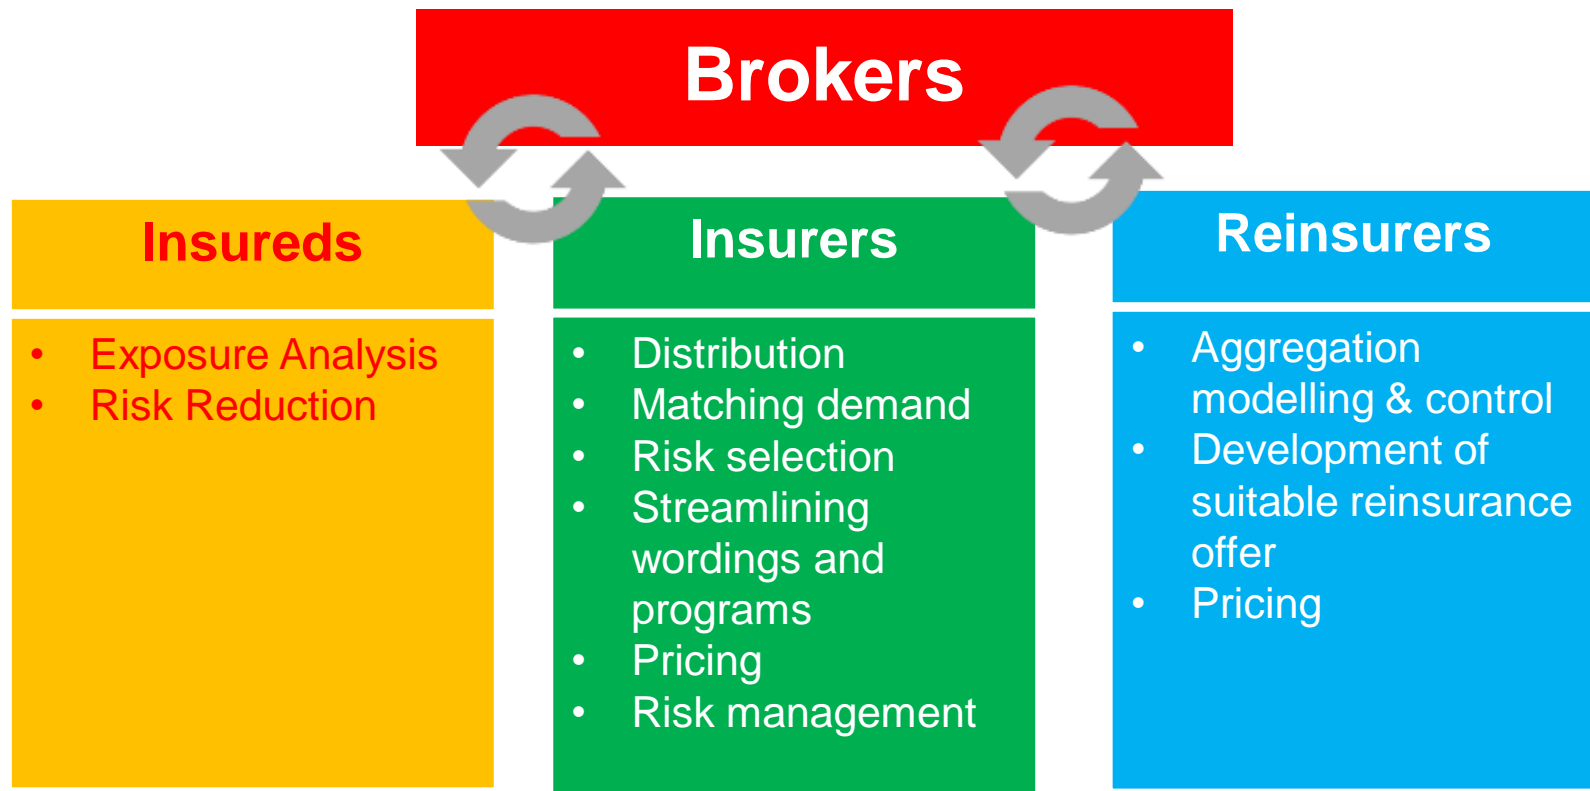 Brokers
Insureds
• Exposure Analysis
• Risk Reduction
Insurers
• Distribution
• Matching demand
• Risk selection
• Streamlining
wordings and
programs
• Pricing
• Risk management
Reinsurers
• Aggregation
modelling & control
• Development of
suitable reinsurance
offer
• Pricing